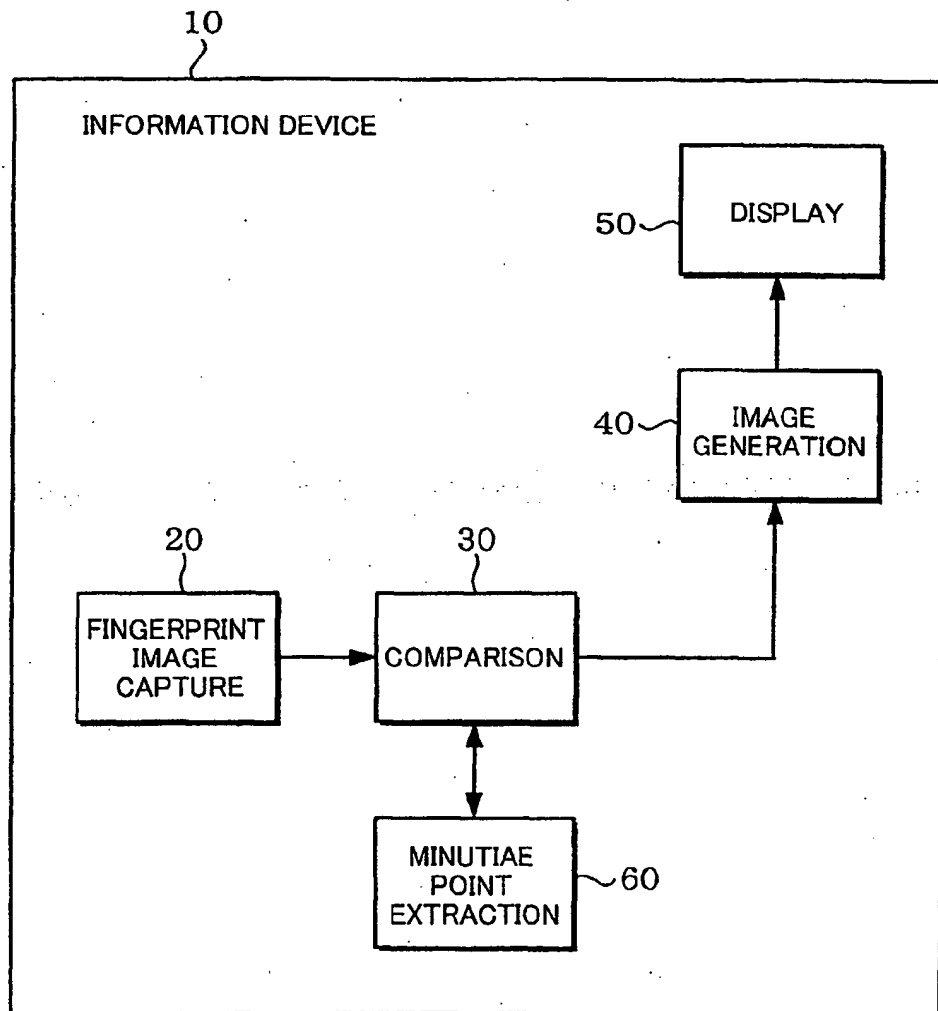 10
INFORMATION DEVICE
DISPLAY
50
IMAGE
GENERATION
40
20
30
FINGERPRINT
IMAGE
CAPTURE
COMPARISON
MINUTIAE
POINT
EXTRACTION
60